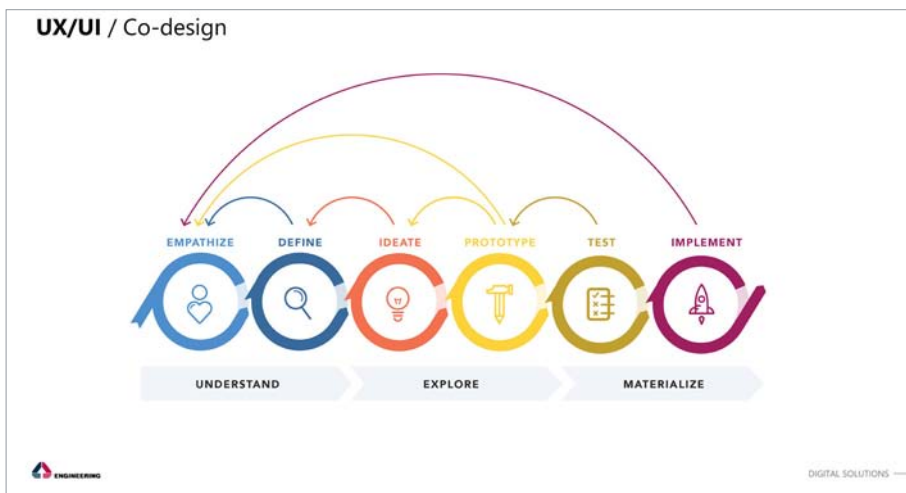 UX/UI / Co-design
EMPATHIZE DEFINE IDEATE PROTOTYPE TEST IMPLEMENT
UNDERSTAND EXPLORE MATERIALIZE
ENGINEERING DIGITAL SOLUTIONS